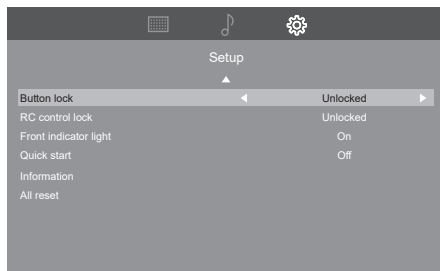 Setup
Button lock Unlocked
RC control lock Unlocked
Front indicator light On
Quick start Off
Information
All reset